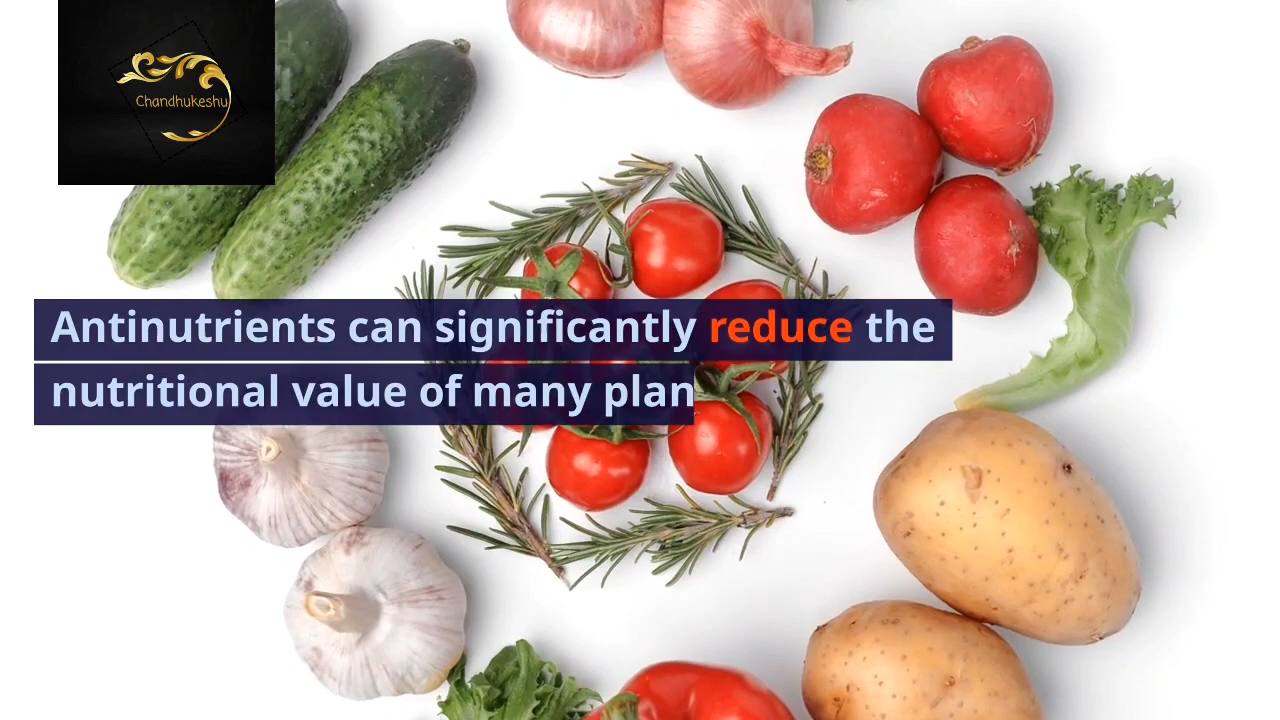 Chandhukeshu
Antinutrients can significantly reduce the
nutritional value of many plan